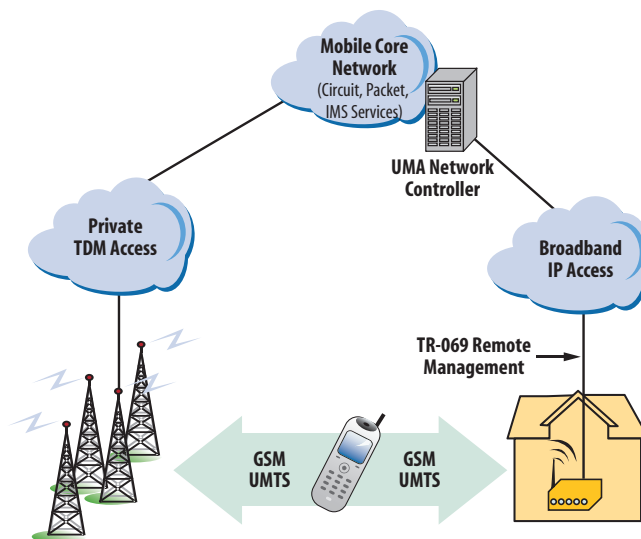 Mobile Core
Network
(Circuit, Packet,
IMS Services)
UMA Network
Controller
Private
TDM Access
Broadband
IP Access
TR-069 Remote
Management
GSM
UMTS
GSM
UMTS